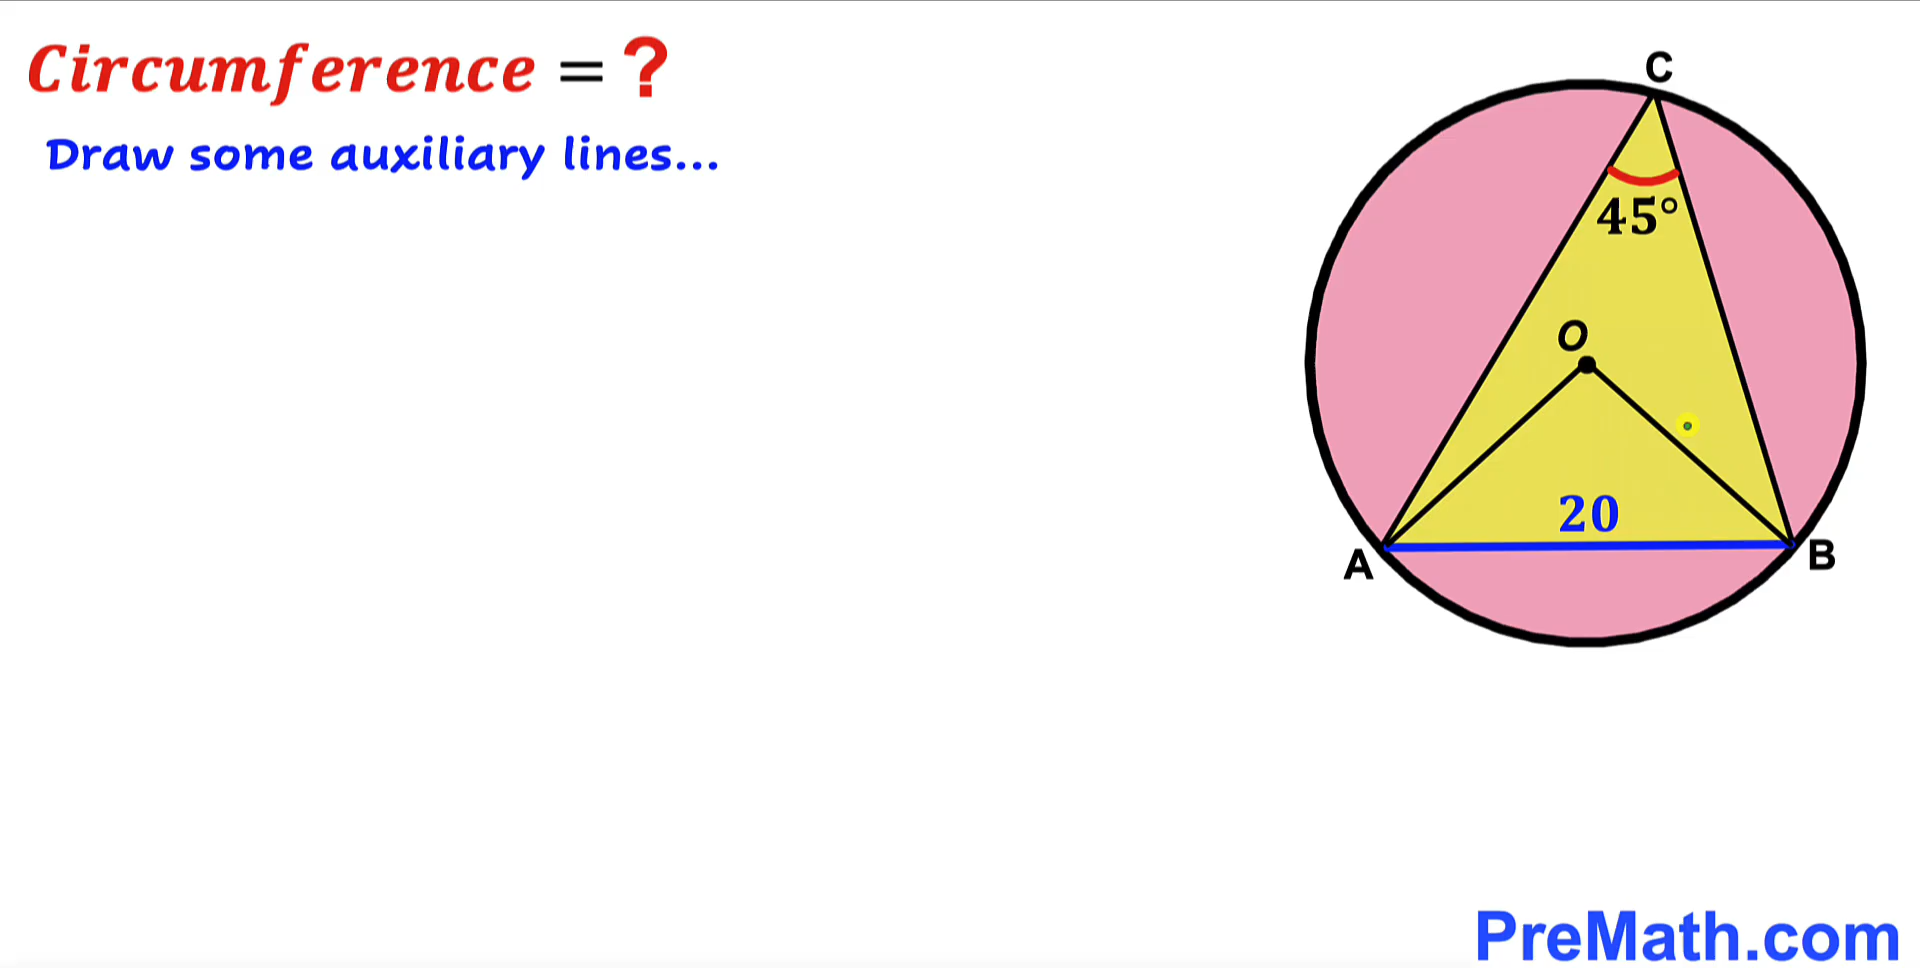 Circumference = ?
Draw some auxiliary lines...
C
45°
O
20
A
B
PreMath.com